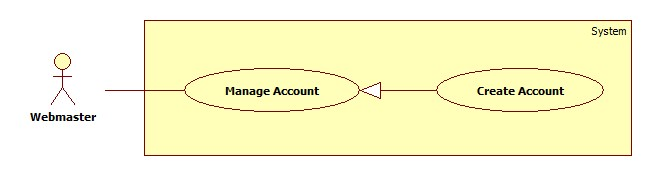 System
Manage Account
Create Account
Webmaster